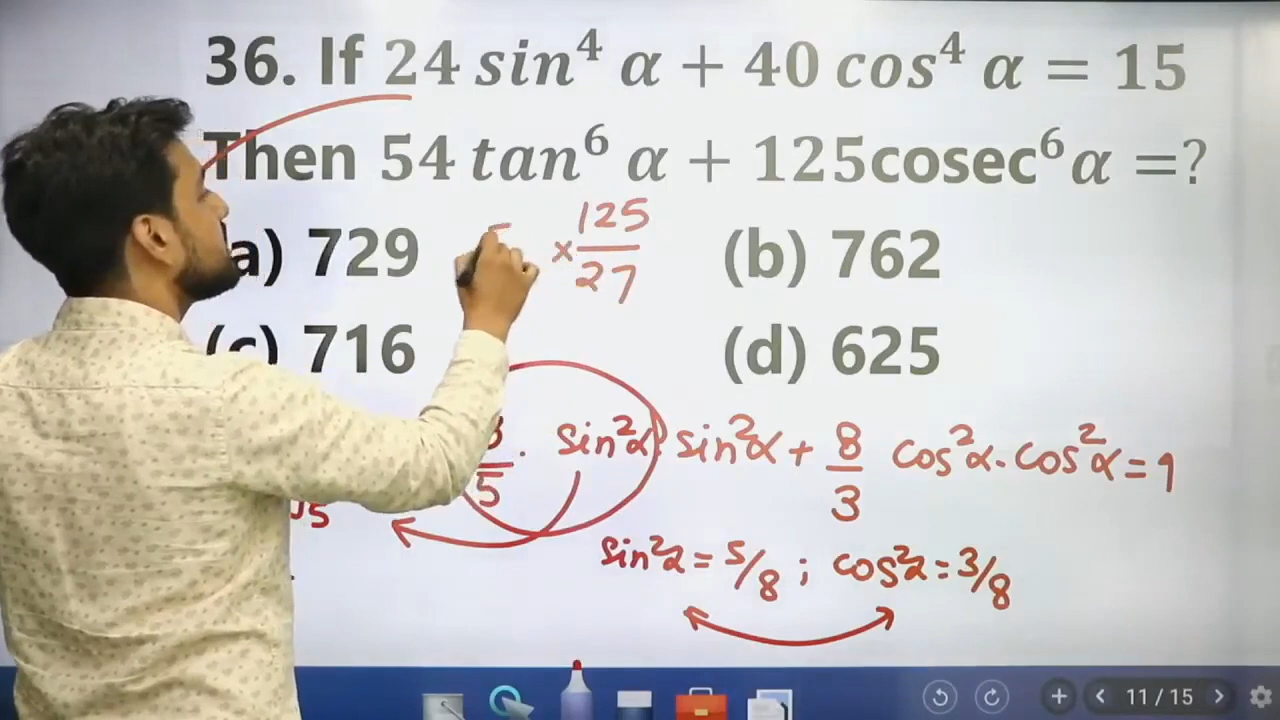 36. If 24 sin⁴ α + 40 cos⁴ α = 15
Then 54 tan⁶ α + 125cosec⁶α =?
a) 729 (b) 762
× 125/27
(c) 716 (d) 625
/5 . sin²α . sin²α + 8/3 cos²α . cos²α = 1
sin²α = 5/8 ; cos²α = 3/8
11 / 15